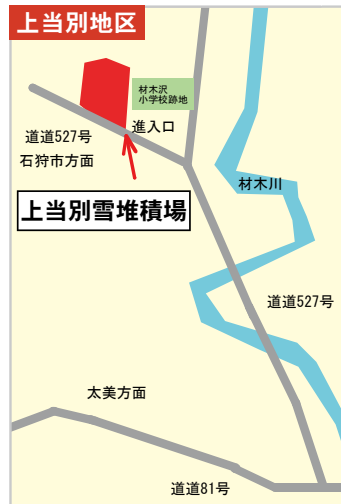 上当別地区
材木沢
小学校跡地
進入口
道道527号
石狩市方面
上当別雪堆積場
材木川
道道527号
太美方面
道道81号